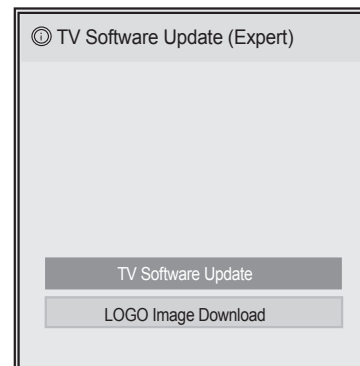 TV Software Update (Expert)
TV Software Update
LOGO Image Download